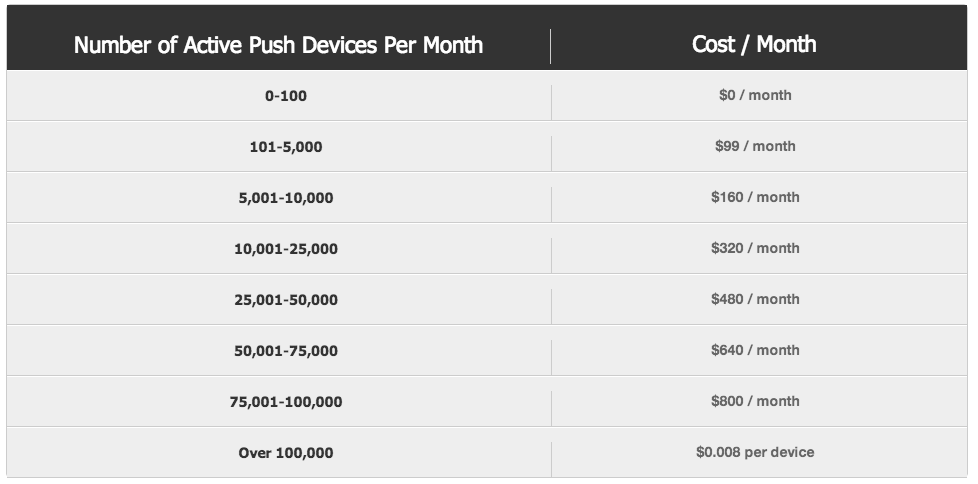 Number of Active Push Devices Per Month Cost / Month
0-100 $0 / month
101-5,000 $99 / month
5,001-10,000 $160 / month
10,001-25,000 $320 / month
25,001-50,000 $480 / month
50,001-75,000 $640 / month
75,001-100,000 $800 / month
Over 100,000 $0.008 per device